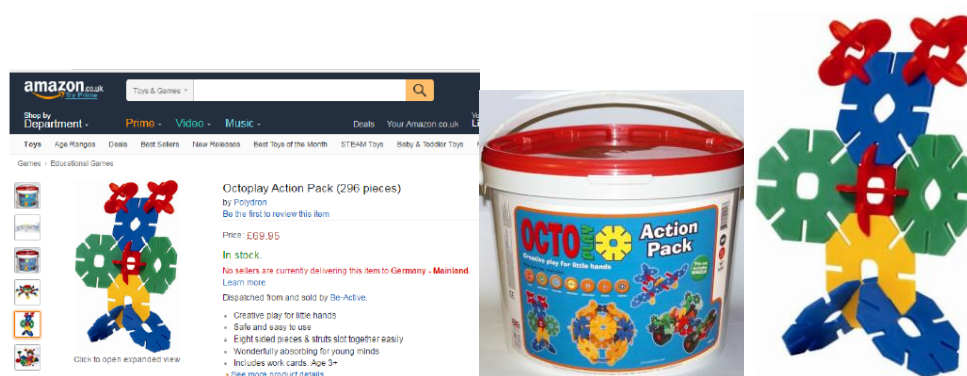 amazon.co.uk
Try Prime
Toys & Games
Shop by
Department
Prime
Video
Music
Deals
Your Amazon.co.uk
Toys
Age Ranges
Deals
Best Sellers
New Releases
Best Toys of the Month
STEAM Toys
Baby & Toddler Toys
Games › Educational Games
Octoplay Action Pack (296 pieces)
by Polydron
Be the first to review this item
Price: £69.95
In stock.
No sellers are currently delivering this item to Germany - Mainland.
Learn more
Dispatched from and sold by Be-Active.
Creative play for little hands
Safe and easy to use
Eight sided pieces & struts slot together easily
Wonderfully absorbing for young minds
Includes work cards. Age 3+
› See more product details
Click to open expanded view
OCTO
play
Action
Pack
Creative play for little hands